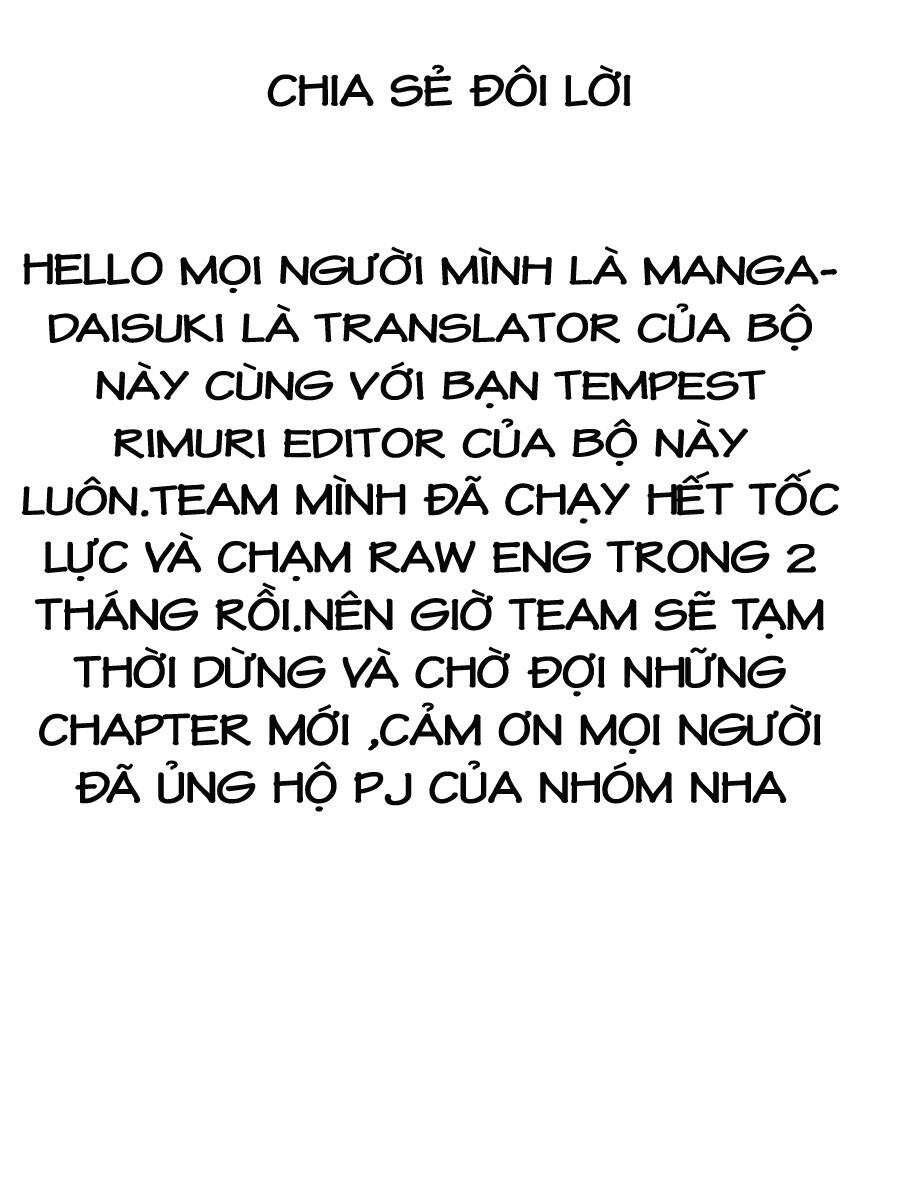 CHIA SẺ ĐÔI LỜI
HELLO MỌI NGƯỜI MÌNH LÀ MANGA-
DAISUKI LÀ TRANSLATOR CỦA BỘ
NÀY CÙNG VỚI BẠN TEMPEST
RIMURI EDITOR CỦA BỘ NÀY
LUÔN.TEAM MÌNH ĐÃ CHẠY HẾT TỐC
LỰC VÀ CHẠM RAW ENG TRONG 2
THÁNG RỒI.NÊN GIỜ TEAM SẼ TẠM
THỜI DỪNG VÀ CHỜ ĐỢI NHỮNG
CHAPTER MỚI ,CẢM ƠN MỌI NGƯỜI
ĐÃ ỦNG HỘ PJ CỦA NHÓM NHA